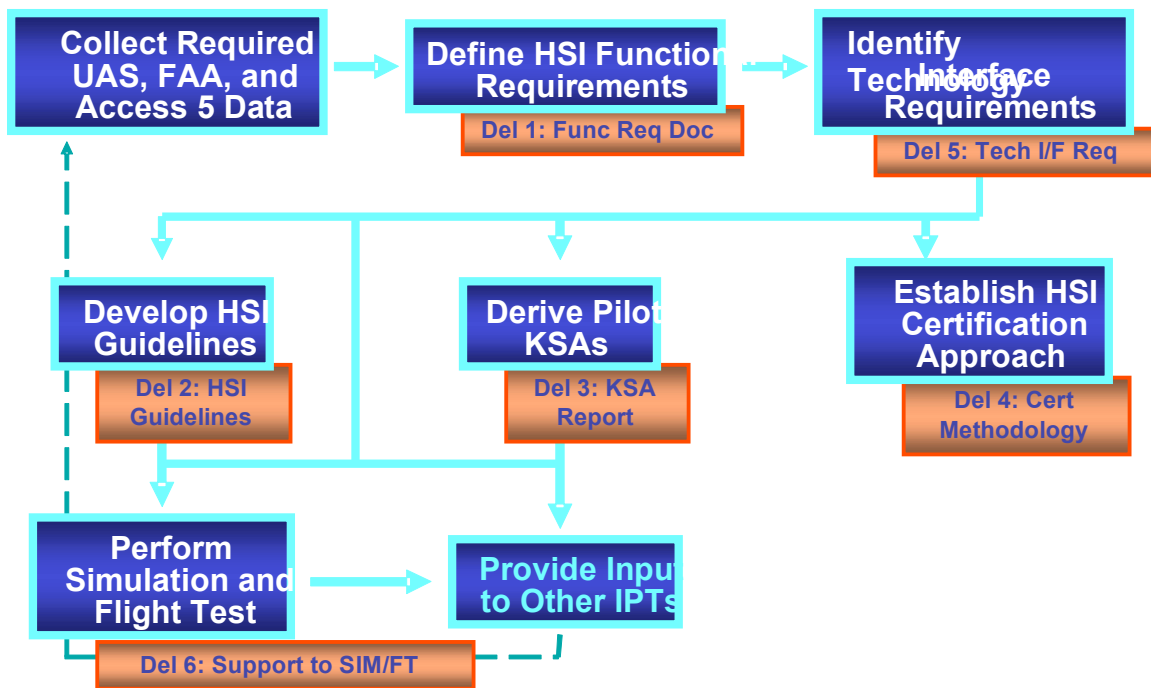 Collect Required
UAS, FAA, and
Access 5 Data
Define HSI Function
Requirements
Del 1: Func Req Doc
Identify
Technology
Interface
Requirements
Del 5: Tech I/F Req
Develop HSI
Guidelines
Del 2: HSI
Guidelines
Derive Pilot
KSAs
Del 3: KSA
Report
Establish HSI
Certification
Approach
Del 4: Cert
Methodology
Perform
Simulation and
Flight Test
Provide Input
to Other IPTs
Del 6: Support to SIM/FT